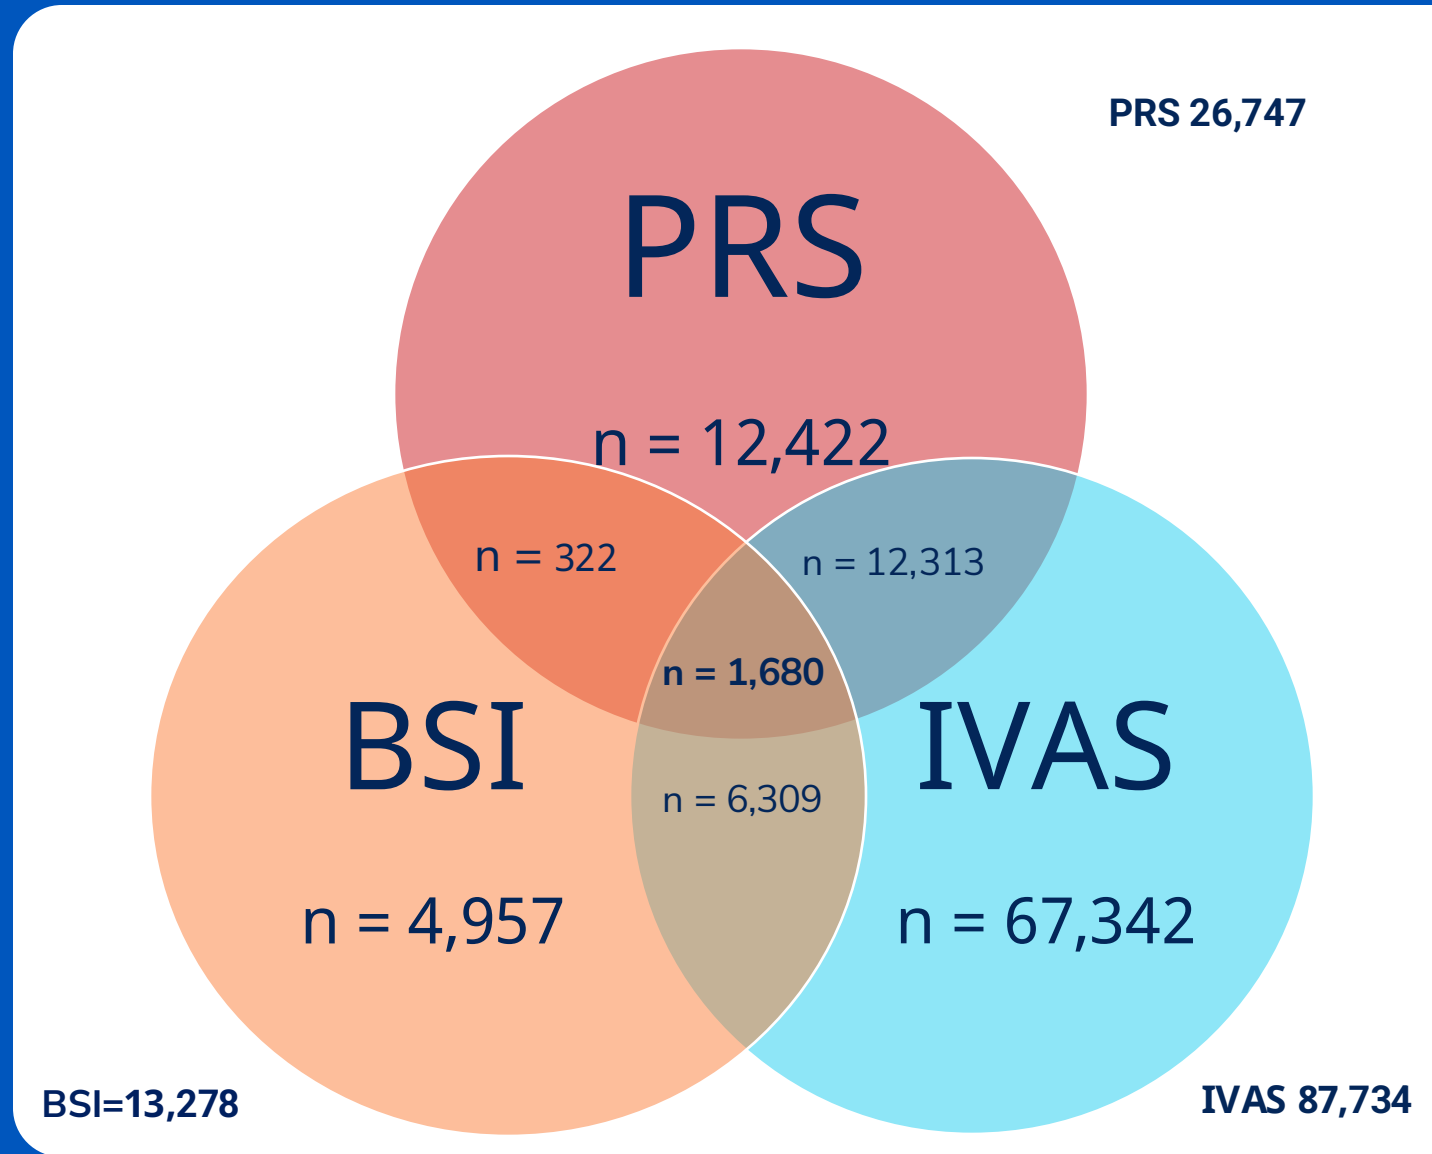 PRS 26,747
PRS
n = 12,422
n = 322
n = 12,313
n = 1,680
BSI
IVAS
n = 6,309
n = 4,957
n = 67,342
BSI=13,278
IVAS 87,734